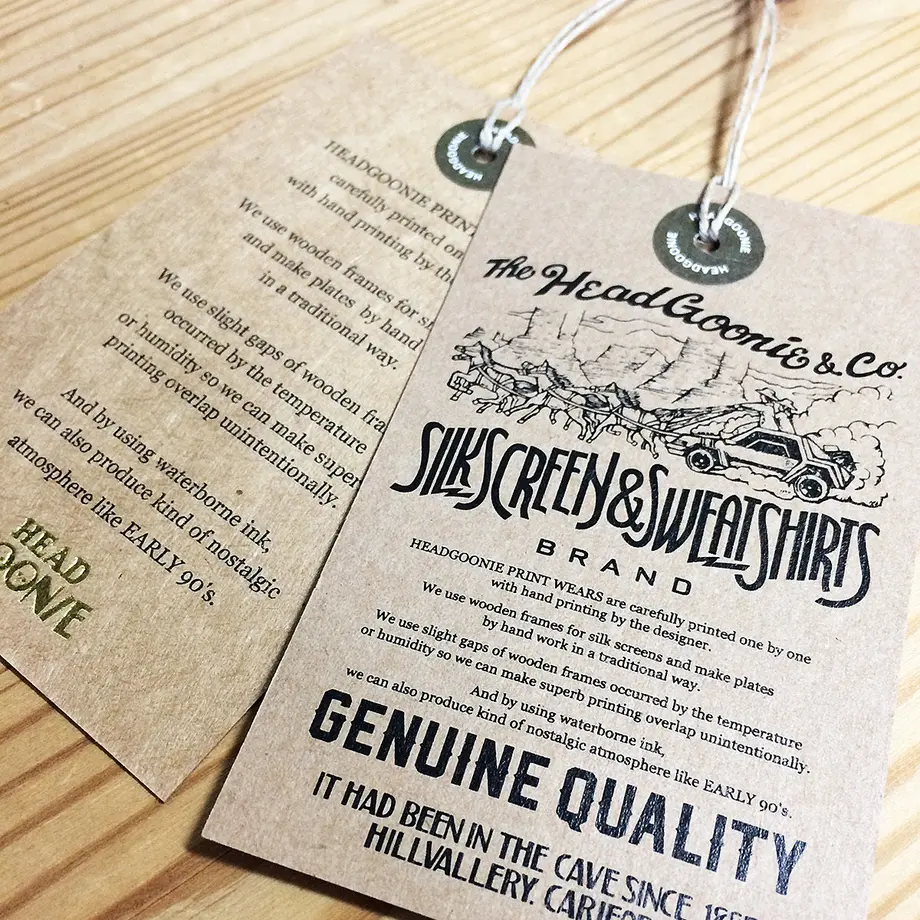 HEADGOONIE
HEADGOONIE PRINT
carefully printed on
with hand printing by th
We use wooden frames for
and make plates by hand
in a traditional way.
We use slight gaps of wooden fra
occurred by the temperature
or humidity so we can make super
printing overlap unintentionally.
And by using waterborne ink,
we can also produce kind of nostalgic
atmosphere like EARLY 90's.
HEAD
GOONIE
HEADGOONIE
HEADGOONIE
The HeadGoonie & Co.
SILKSCREEN & SWEATSHIRTS
BRAND
HEADGOONIE PRINT WEARS are carefully printed one by one
with hand printing by the designer.
We use wooden frames for silk screens and make plates
by hand work in a traditional way.
We use slight gaps of wooden frames occurred by the temperature
or humidity so we can make superb printing overlap unintentionally.
And by using waterborne ink,
we can also produce kind of nostalgic atmosphere like EARLY 90's.
GENUINE QUALITY
IT HAD BEEN IN THE CAVE SINCE
HILLVALLERY,